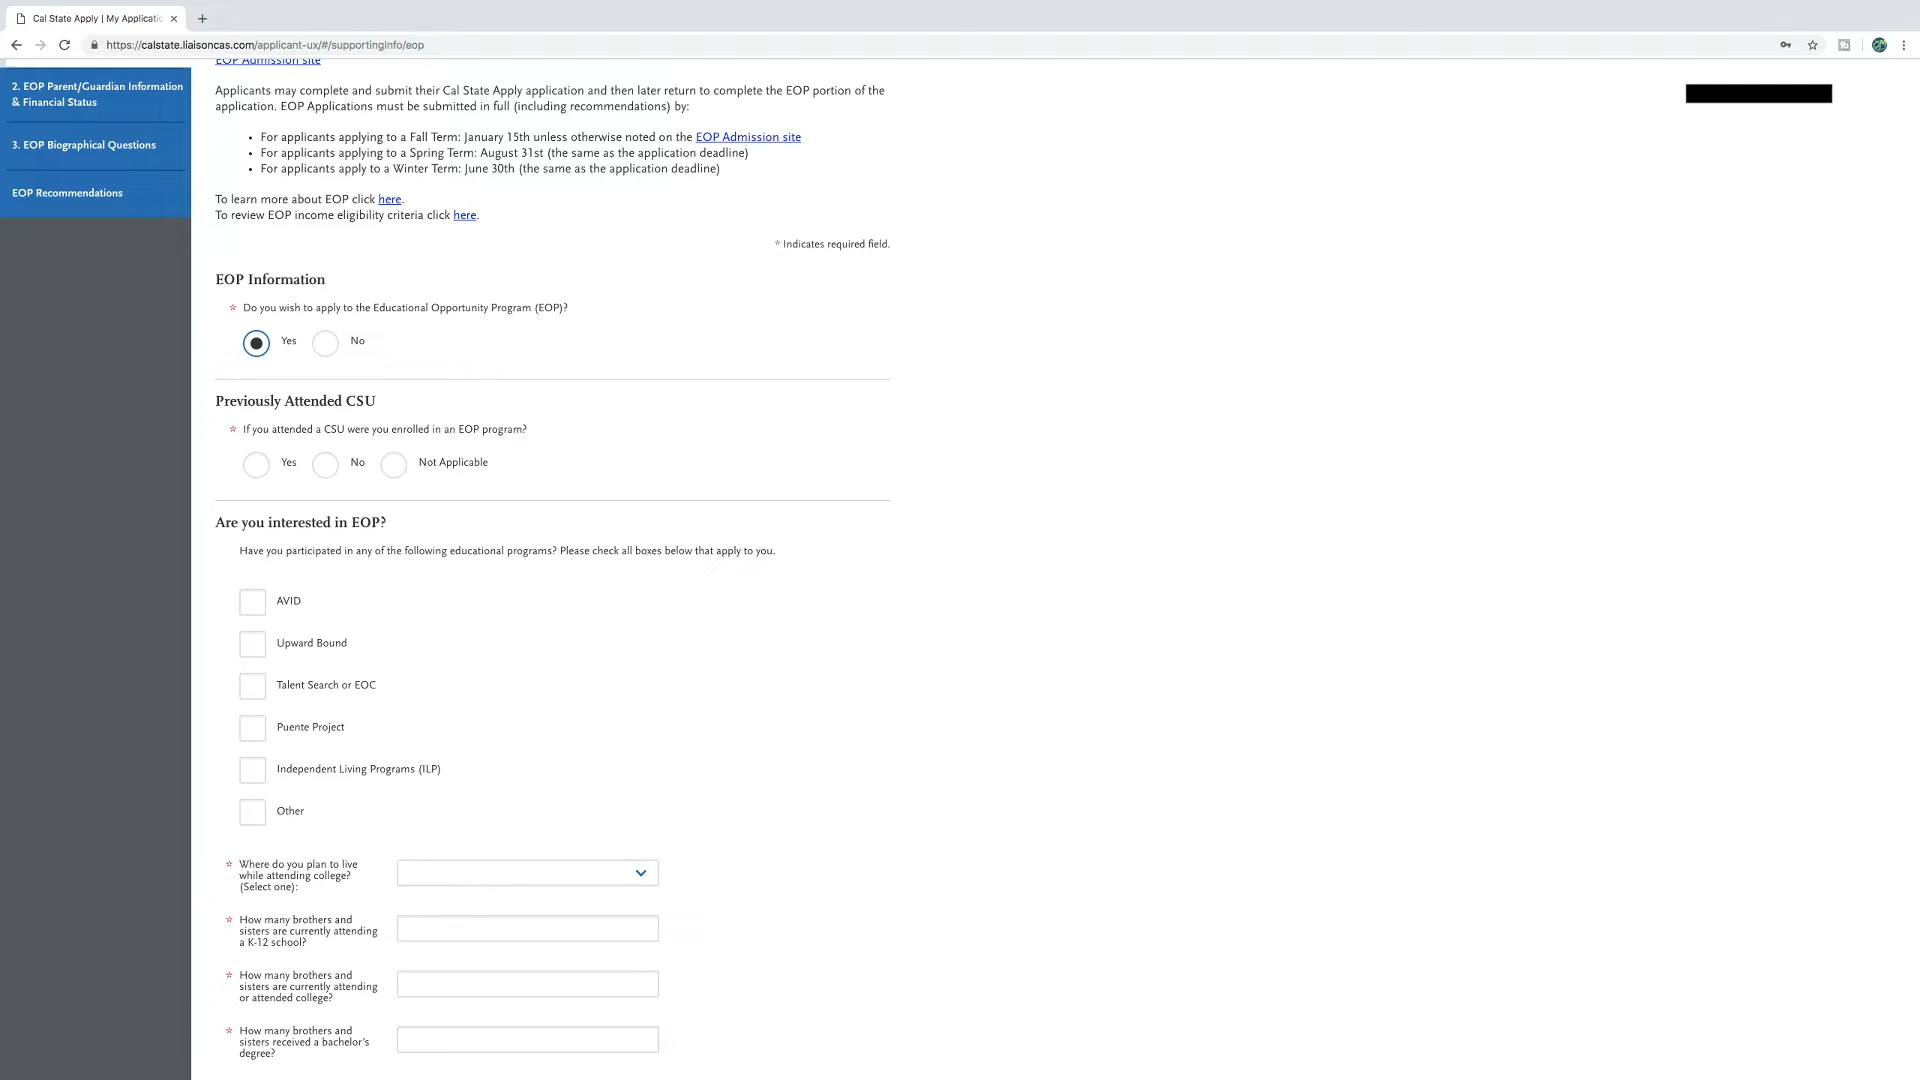 Cal State Apply | My Applicatio
https://calstate.liaisoncas.com/applicant-ux/#/supportingInfo/eop
2. EOP Parent/Guardian Information
& Financial Status
3. EOP Biographical Questions
EOP Recommendations
EOP Admission site
Applicants may complete and submit their Cal State Apply application and then later return to complete the EOP portion of the
application. EOP Applications must be submitted in full (including recommendations) by:
• For applicants applying to a Fall Term: January 15th unless otherwise noted on the EOP Admission site
• For applicants applying to a Spring Term: August 31st (the same as the application deadline)
• For applicants apply to a Winter Term: June 30th (the same as the application deadline)
To learn more about EOP click here.
To review EOP income eligibility criteria click here.
* Indicates required field.
EOP Information
* Do you wish to apply to the Educational Opportunity Program (EOP)?
Yes No
Previously Attended CSU
* If you attended a CSU were you enrolled in an EOP program?
Yes No Not Applicable
Are you interested in EOP?
Have you participated in any of the following educational programs? Please check all boxes below that apply to you.
AVID
Upward Bound
Talent Search or EOC
Puente Project
Independent Living Programs (ILP)
Other
* Where do you plan to live
while attending college?
(Select one):
* How many brothers and
sisters are currently attending
a K-12 school?
* How many brothers and
sisters are currently attending
or attended college?
* How many brothers and
sisters received a bachelor's
degree?